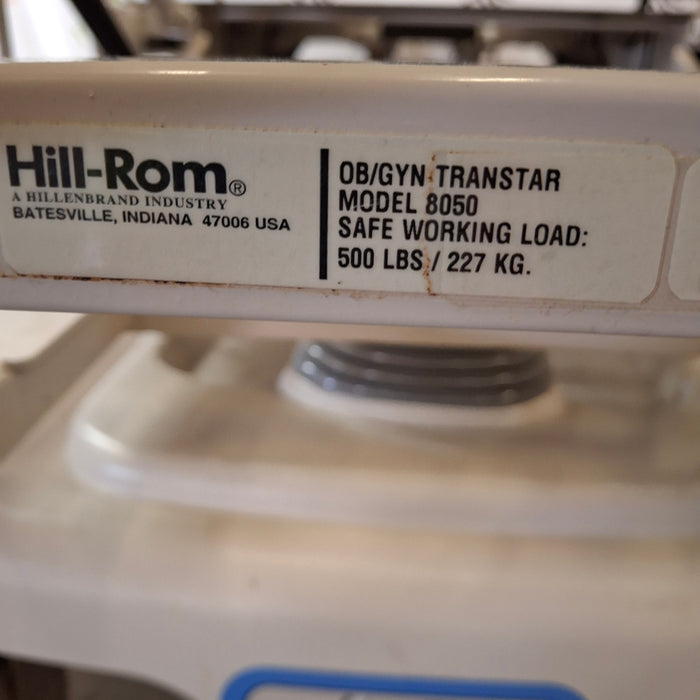 Hill-Rom®
A HILLENBRAND INDUSTRY
BATESVILLE, INDIANA 47006 USA
OB/GYN TRANSTAR
MODEL 8050
SAFE WORKING LOAD:
500 LBS / 227 KG.